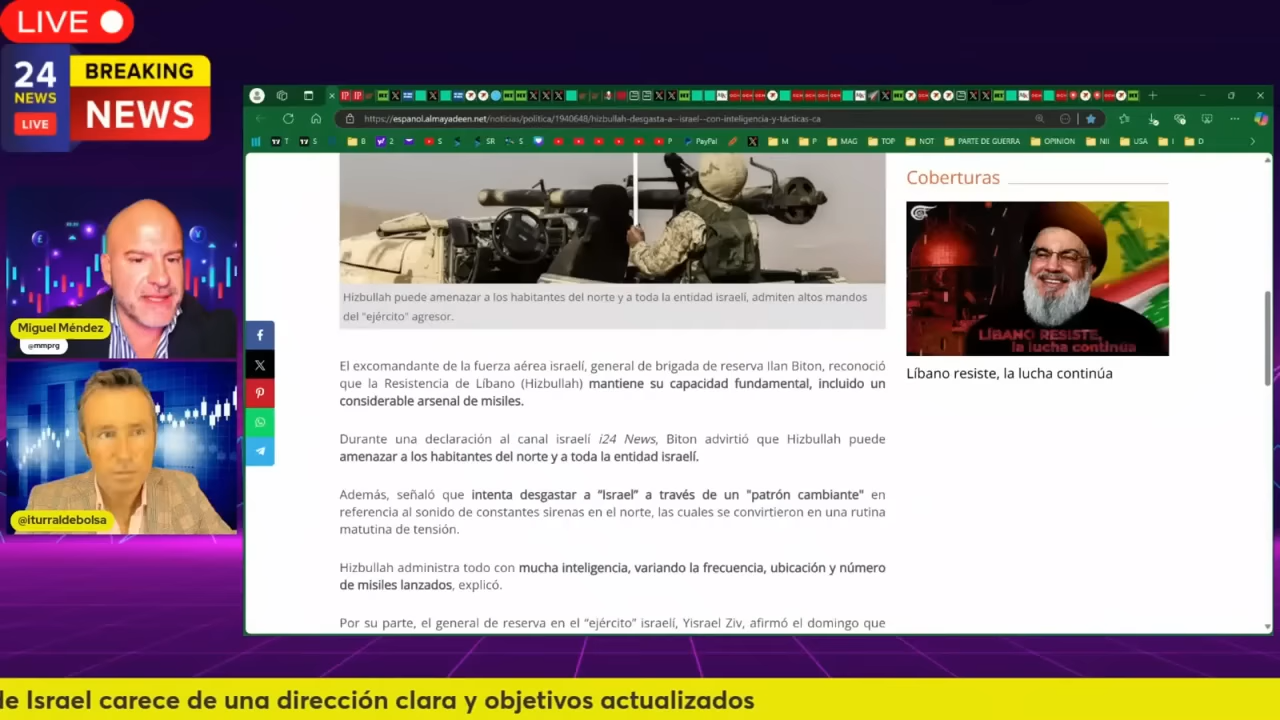 LIVE
24
NEWS
LIVE
BREAKING
NEWS
https://espanol.almayadeen.net/noticias/politica/1940648/hizbullah-desgasta-a--israel--con-inteligencia-y-tácticas-ca
PayPal
M
P
MAG
TOP
NOT
PARTE DE GUERRA
OPINION
NII
USA
I
D
Coberturas
LÍBANO RESISTE,
la lucha continúa
Líbano resiste, la lucha continúa
Hizbullah puede amenazar a los habitantes del norte y a toda la entidad israelí, admiten altos mandos
del "ejército" agresor.
El excomandante de la fuerza aérea israelí, general de brigada de reserva Ilan Biton, reconoció
que la Resistencia de Líbano (Hizbullah) mantiene su capacidad fundamental, incluido un
considerable arsenal de misiles.
Durante una declaración al canal israelí i24 News, Biton advirtió que Hizbullah puede
amenazar a los habitantes del norte y a toda la entidad israelí.
Además, señaló que intenta desgastar a “Israel” a través de un "patrón cambiante" en
referencia al sonido de constantes sirenas en el norte, las cuales se convirtieron en una rutina
matutina de tensión.
Hizbullah administra todo con mucha inteligencia, variando la frecuencia, ubicación y número
de misiles lanzados, explicó.
Por su parte, el general de reserva en el “ejército” israelí, Yisrael Ziv, afirmó el domingo que
Miguel Méndez
@mmprg
@iturraldebolsa
de Israel carece de una dirección clara y objetivos actualizados